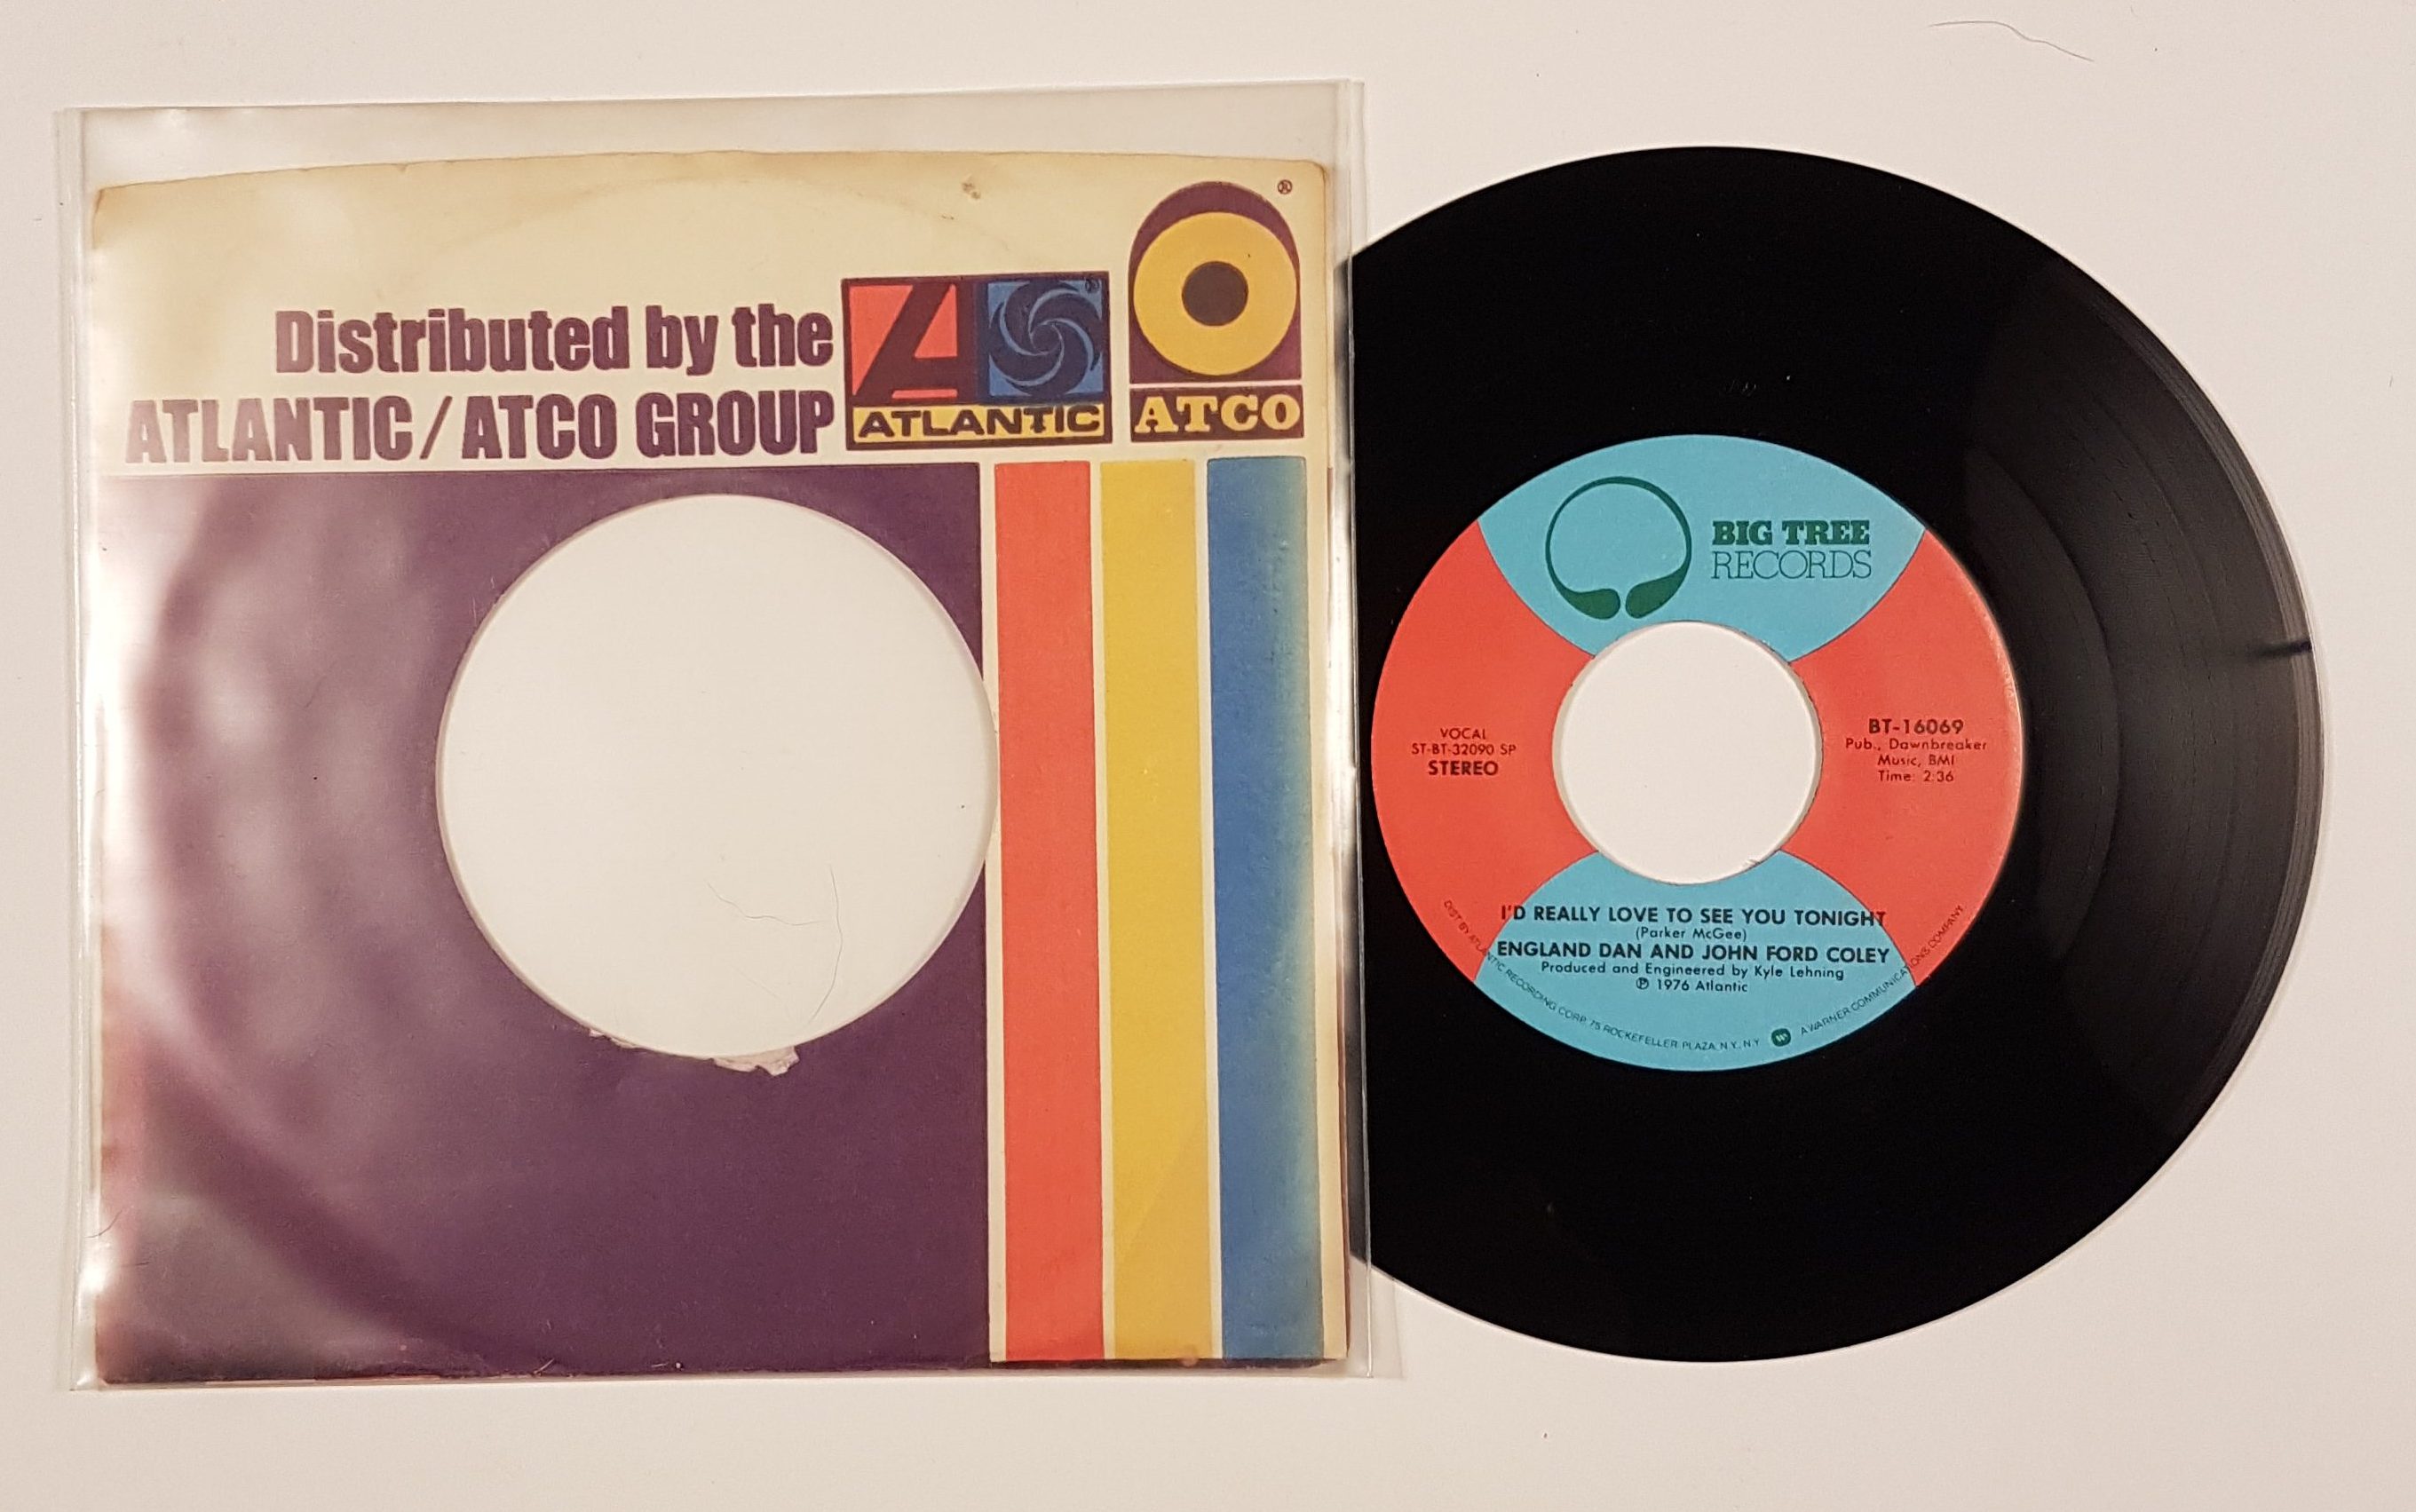 Distributed by the
ATLANTIC / ATCO GROUP
ATLANTIC
®
ATCO
BIG TREE
RECORDS
VOCAL
ST-BT-32090 SP
STEREO
BT-16069
Pub., Dawnbreaker
Music, BMI
Time: 2:36
I'D REALLY LOVE TO SEE YOU TONIGHT
(Parker McGee)
ENGLAND DAN AND JOHN FORD COLEY
Produced and Engineered by Kyle Lehning
℗ 1976 Atlantic
DIST. BY ATLANTIC RECORDING CORP. 75 ROCKEFELLER PLAZA, N.Y., N.Y. A WARNER COMMUNICATIONS COMPANY